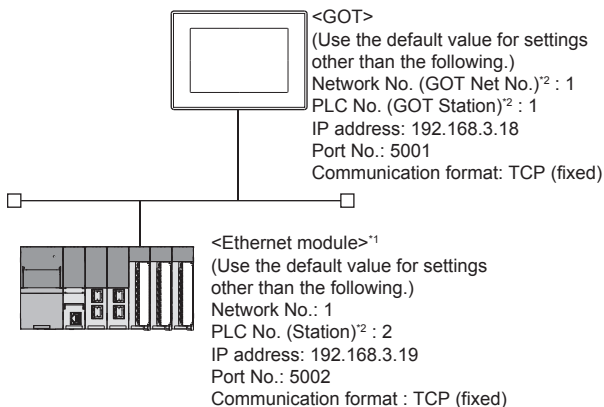 <GOT>
(Use the default value for settings
other than the following.)
Network No. (GOT Net No.)*2 : 1
PLC No. (GOT Station)*2 : 1
IP address: 192.168.3.18
Port No.: 5001
Communication format: TCP (fixed)
<Ethernet module>*1
(Use the default value for settings
other than the following.)
Network No.: 1
PLC No. (Station)*2 : 2
IP address: 192.168.3.19
Port No.: 5002
Communication format : TCP (fixed)